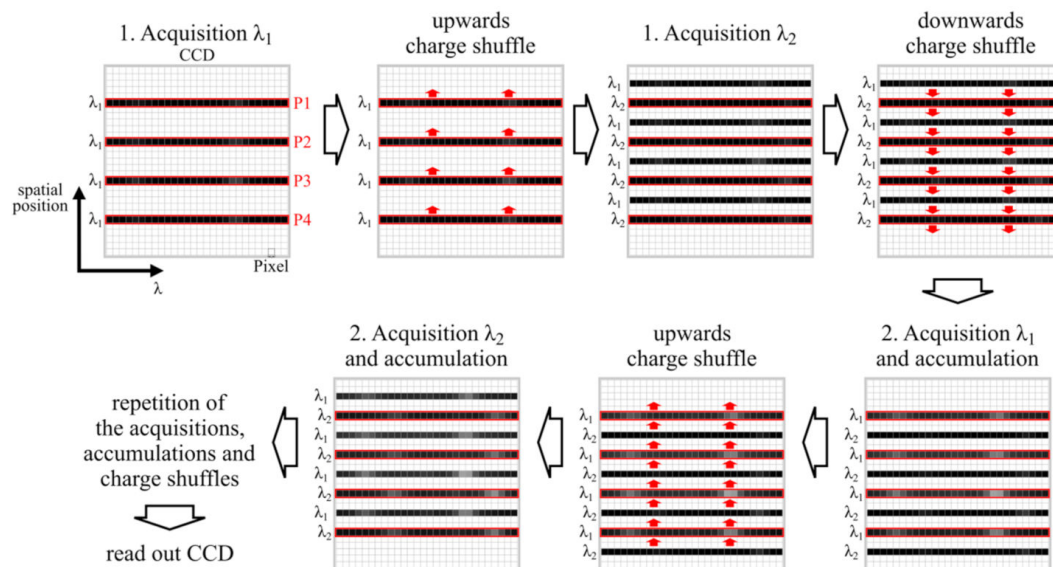 1. Acquisition λ₁
CCD
λ₁
P1
λ₁
P2
λ₁
P3
λ₁
P4
spatial
position
λ
Pixel
upwards
charge shuffle
λ₁
λ₁
λ₁
λ₁
1. Acquisition λ₂
λ₁
λ₂
λ₁
λ₂
λ₁
λ₂
λ₁
λ₂
downwards
charge shuffle
λ₁
λ₂
λ₁
λ₂
λ₁
λ₂
λ₁
λ₂
2. Acquisition λ₁
and accumulation
λ₁
λ₂
λ₁
λ₂
λ₁
λ₂
λ₁
λ₂
upwards
charge shuffle
λ₁
λ₂
λ₁
λ₂
λ₁
λ₂
λ₁
λ₂
2. Acquisition λ₂
and accumulation
λ₁
λ₂
λ₁
λ₂
λ₁
λ₂
λ₁
λ₂
repetition of
the acquisitions,
accumulations and
charge shuffles
read out CCD